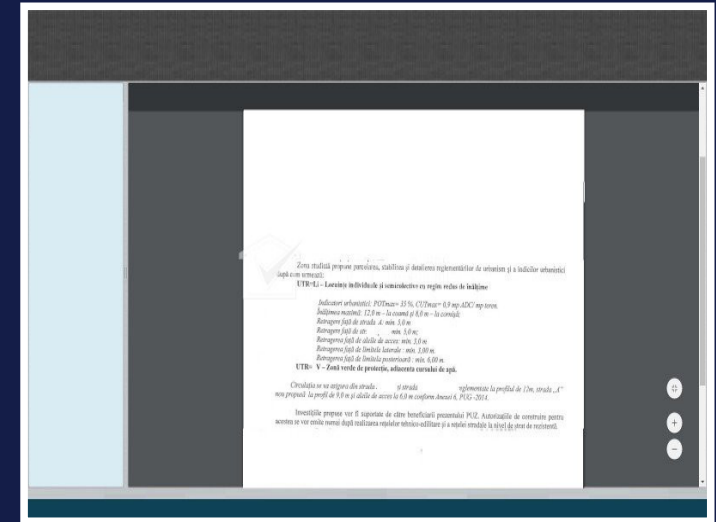 Zona studiată propune parcelarea, stabilirea și detalierea reglementărilor de urbanism și a indicilor urbanistici
după cum urmează:
UTR=Li – Locuințe individuale și semicolective cu regim redus de înălțime
Indicatori urbanistici: POTmax= 35 %, CUTmax= 0,9 mp ADC/ mp teren.
Înălțimea maximă: 12,0 m – la coamă și 8,0 m – la cornișă;
Retragere față de strada A: min. 5,0 m
Retragere față de str. min. 5,0 m;
Retragerea față de aleile de acces: min. 3,0 m
Retragerea față de limitele laterale : min. 3,00 m
Retragerea față de limitele posterioară : min. 6,00 m
UTR= V – Zonă verde de protecție, adiacenta cursului de apă.
Circulația se va asigura din strada . și strada reglementate la profilul de 12m, strada „A”
nou propusă la profil de 9,0 m și aleile de acces la 6,0 m conform Anexei 6, PUG -2014.
Investițiile propuse vor fi suportate de către beneficiarii prezentului PUZ. Autorizațiile de construire pentru
acestea se vor emite numai după realizarea rețelelor tehnico-edilitare și a rețelei stradale la nivel de strat de rezistență.